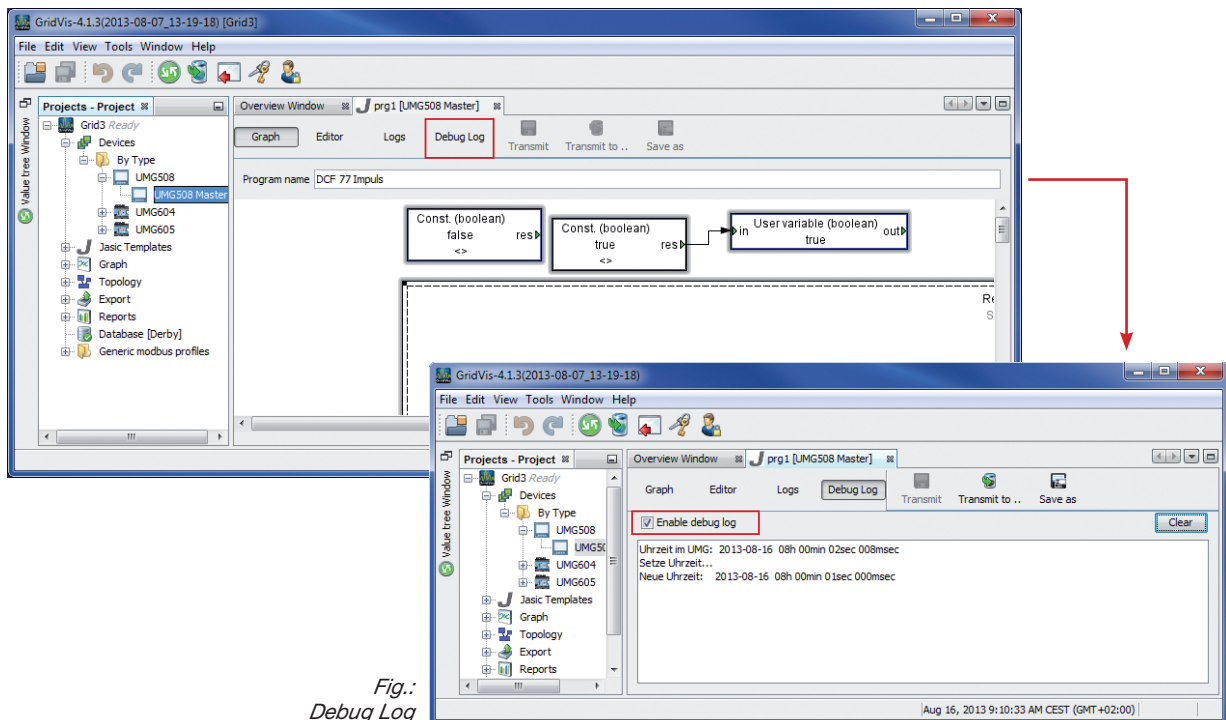 GridVis-4.1.3(2013-08-07_13-19-18) [Grid3]
File Edit View Tools Window Help
Value tree Window
Projects - Project
Grid3 Ready
Devices
By Type
UMG508
UMG508 Master
UMG604
UMG605
Jasic Templates
Graph
Topology
Export
Reports
Database [Derby]
Generic modbus profiles
Overview Window prg1 [UMG508 Master]
Graph Editor Logs Debug Log Transmit Transmit to .. Save as
Program name DCF 77 Impuls
Const. (boolean)
false res
<>
Const. (boolean)
true res
<>
User variable (boolean)
in true out
Re
S
GridVis-4.1.3(2013-08-07_13-19-18)
File Edit View Tools Window Help
Value tree Window
Projects - Project
Grid3 Ready
Devices
By Type
UMG508
UMG50
UMG604
UMG605
Jasic Templates
Graph
Topology
Export
Reports
Overview Window prg1 [UMG508 Master]
Graph Editor Logs Debug Log Transmit Transmit to .. Save as
Enable debug log Clear
Uhrzeit im UMG: 2013-08-16 08h 00min 02sec 008msec
Setze Uhrzeit...
Neue Uhrzeit: 2013-08-16 08h 00min 01sec 000msec
Aug 16, 2013 9:10:33 AM CEST (GMT+02:00)
Fig.:
Debug Log